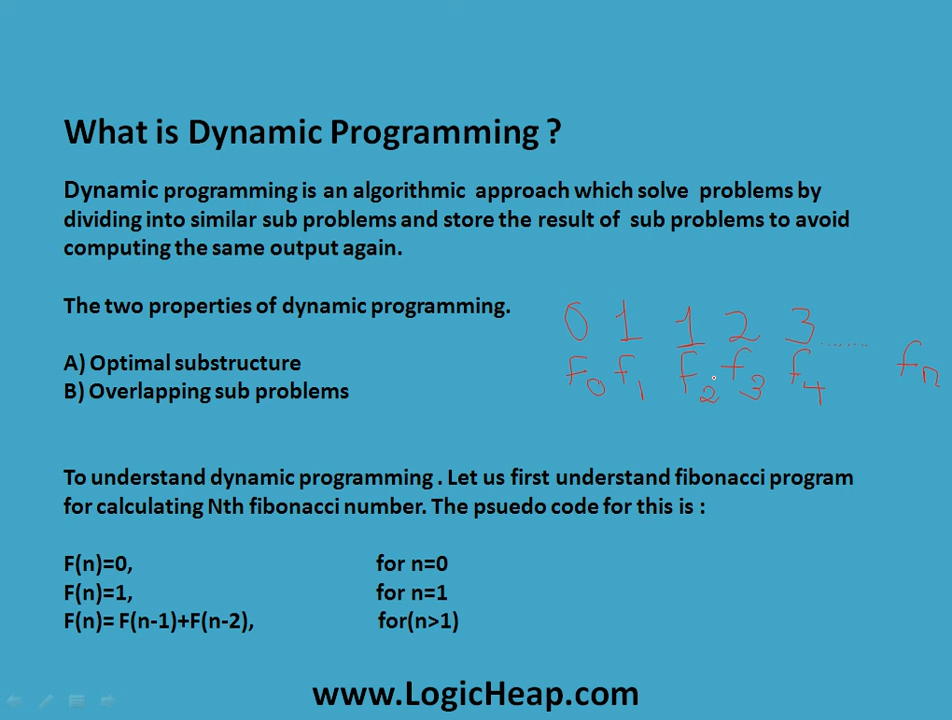 What is Dynamic Programming ?
Dynamic programming is an algorithmic approach which solve problems by
dividing into similar sub problems and store the result of sub problems to avoid
computing the same output again.
The two properties of dynamic programming.
0 1 1 2 3 ........
A) Optimal substructure
F0 F1 F2 F3 F4 Fn
B) Overlapping sub problems
To understand dynamic programming . Let us first understand fibonacci program
for calculating Nth fibonacci number. The psuedo code for this is :
F(n)=0, for n=0
F(n)=1, for n=1
F(n)= F(n-1)+F(n-2), for(n>1)
www.LogicHeap.com